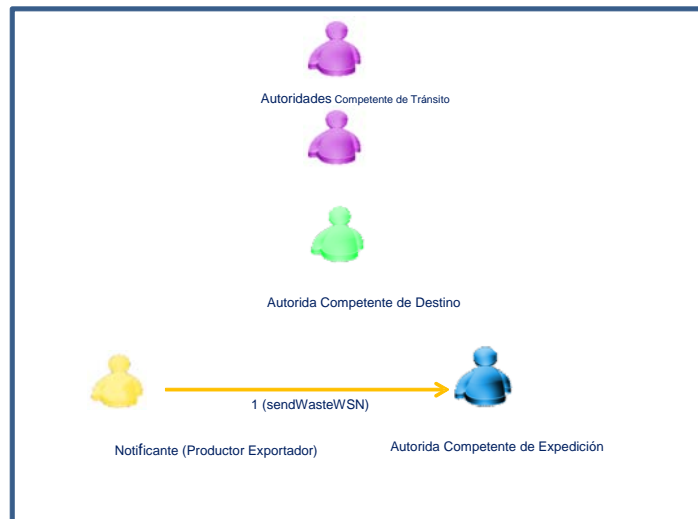 Autoridades Competente de Tránsito
Autorida Competente de Destino
1 (sendWasteWSN)
Notificante (Productor Exportador)
Autorida Competente de Expedición